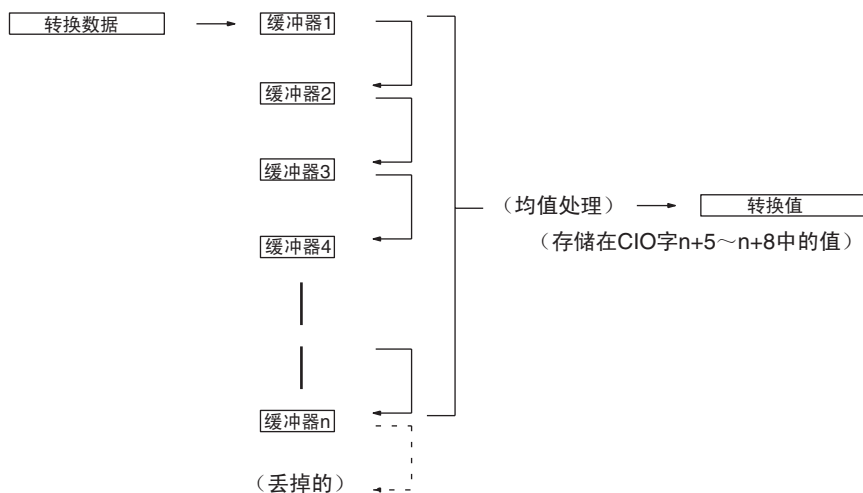 转换数据
缓冲器1
缓冲器2
缓冲器3
缓冲器4
缓冲器n
（丢掉的）
（均值处理）
转换值
（存储在CIO字n+5～n+8中的值）